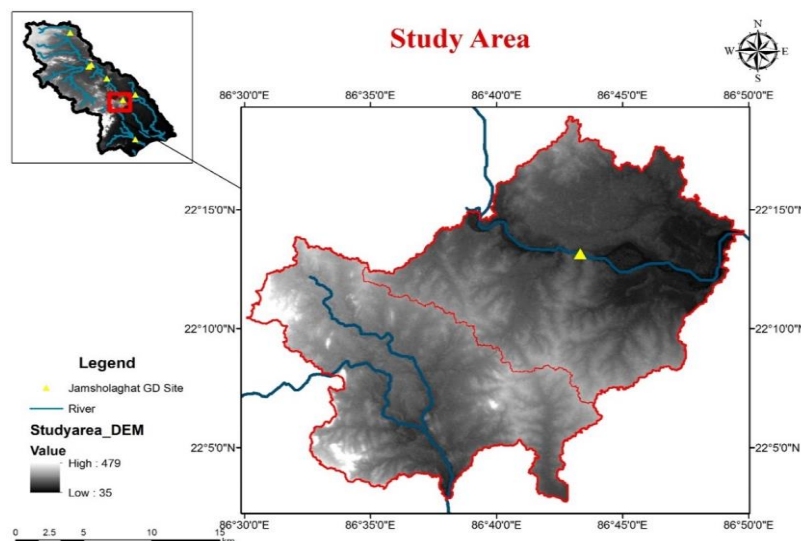 Study Area
N
W E
S
86°30'0"E 86°35'0"E 86°40'0"E 86°45'0"E 86°50'0"E
22°15'0"N 22°15'0"N
22°10'0"N 22°10'0"N
22°5'0"N 22°5'0"N
Legend
Jamsholaghat GD Site
River
Studyarea_DEM
Value
High : 479
Low : 35
0 2.5 5 10 15
km
86°30'0"E 86°35'0"E 86°40'0"E 86°45'0"E 86°50'0"E